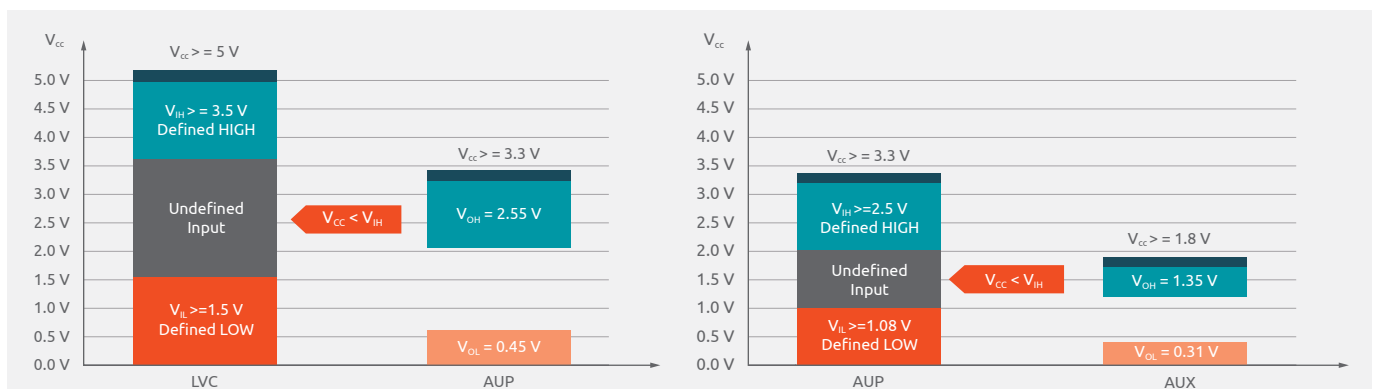 Vcc
Vcc > = 5 V
5.0 V
4.5 V
4.0 V
3.5 V
3.0 V
2.5 V
2.0 V
1.5 V
1.0 V
0.5 V
0.0 V
VIH > = 3.5 V
Defined HIGH
Undefined
Input
VIL >=1.5 V
Defined LOW
VCC < VIH
Vcc > = 3.3 V
VOH = 2.55 V
VOL = 0.45 V
LVC
AUP
Vcc
5.0 V
4.5 V
4.0 V
3.5 V
3.0 V
2.5 V
2.0 V
1.5 V
1.0 V
0.5 V
0.0 V
Vcc > = 3.3 V
VIH >=2.5 V
Defined HIGH
Undefined
Input
VIL >=1.08 V
Defined LOW
VCC < VIH
Vcc > = 1.8 V
VOH = 1.35 V
VOL = 0.31 V
AUP
AUX